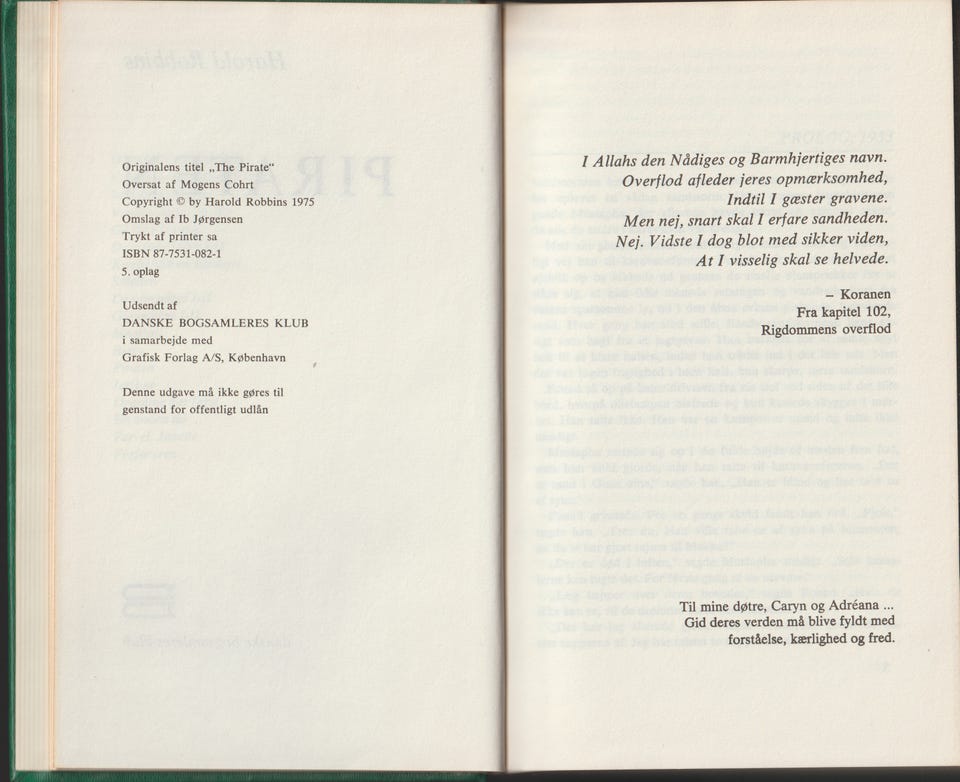 Originalens titel „The Pirate“
Oversat af Mogens Cohrt
Copyright © by Harold Robbins 1975
Omslag af Ib Jørgensen
Trykt af printer sa
ISBN 87-7531-082-1
5. oplag
Udsendt af
DANSKE BOGSAMLERES KLUB
i samarbejde med
Grafisk Forlag A/S, København
Denne udgave må ikke gøres til
genstand for offentligt udlån
I Allahs den Nådiges og Barmhjertiges navn.
Overflod afleder jeres opmærksomhed,
Indtil I gæster gravene.
Men nej, snart skal I erfare sandheden.
Nej. Vidste I dog blot med sikker viden,
At I visselig skal se helvede.
– Koranen
Fra kapitel 102,
Rigdommens overflod
Til mine døtre, Caryn og Adréana ...
Gid deres verden må blive fyldt med
forståelse, kærlighed og fred.